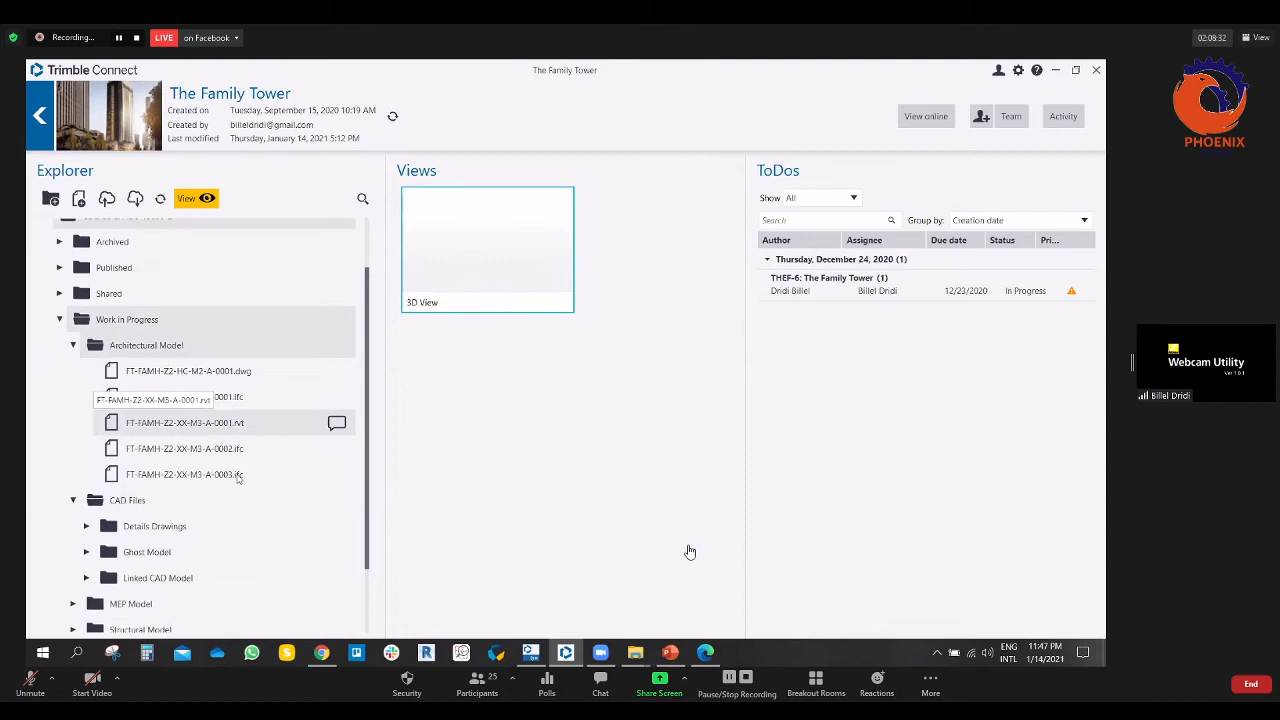 Recording...
LIVE
on Facebook
02:08:32
View
Trimble Connect
The Family Tower
The Family Tower
Created on
Tuesday, September 15, 2020 10:19 AM
Created by
billeldridi@gmail.com
Last modified
Thursday, January 14, 2021 5:12 PM
View online
Team
Activity
PHOENIX
Explorer
View
Archived
Published
Shared
Work in Progress
Architectural Model
FT-FAMH-Z2-HC-M2-A-0001.dwg
0001.ifc
FT-FAMH-Z2-XX-M3-A-0001.rvt
FT-FAMH-Z2-XX-M3-A-0001.rvt
FT-FAMH-Z2-XX-M3-A-0002.ifc
FT-FAMH-Z2-XX-M3-A-0003.ifc
CAD Files
Details Drawings
Ghost Model
Linked CAD Model
MEP Model
Structural Model
Views
3D View
ToDos
Show All
Search
Group by: Creation date
Author Assignee Due date Status Pri...
Thursday, December 24, 2020 (1)
THEF-6: The Family Tower (1)
Dridi Billel Billel Dridi 12/23/2020 In Progress
Webcam Utility
Ver 1.0.1
Billel Dridi
ENG
INTL
11:47 PM
1/14/2021
Unmute
Start Video
Security
Participants 25
Polls
Chat
Share Screen
Pause/Stop Recording
Breakout Rooms
Reactions
More
End